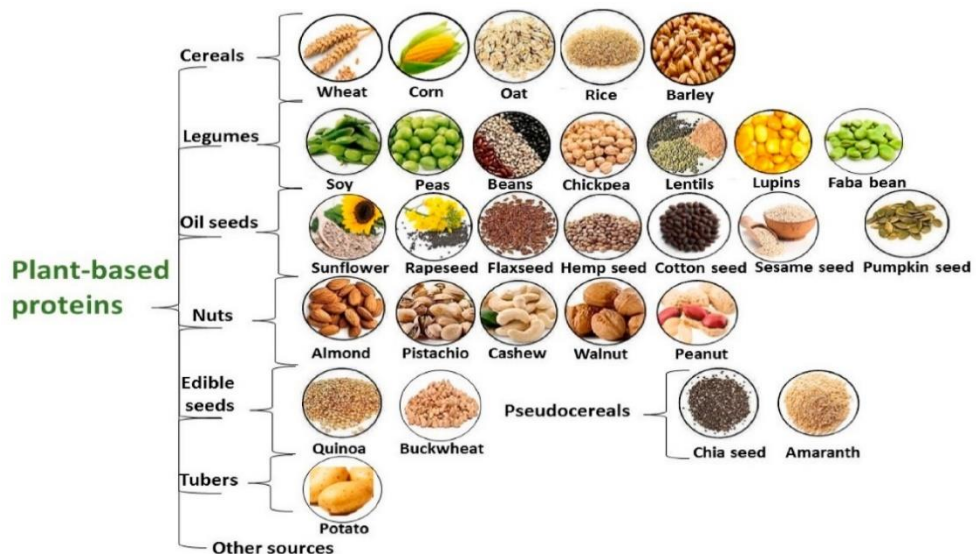 Cereals
Wheat Corn Oat Rice Barley
Legumes
Soy Peas Beans Chickpea Lentils Lupins Faba bean
Oil seeds
Sunflower Rapeseed Flaxseed Hemp seed Cotton seed Sesame seed Pumpkin seed
Plant-based
proteins
Nuts
Almond Pistachio Cashew Walnut Peanut
Edible
seeds
Pseudocereals
Quinoa Buckwheat Chia seed Amaranth
Tubers
Potato
Other sources